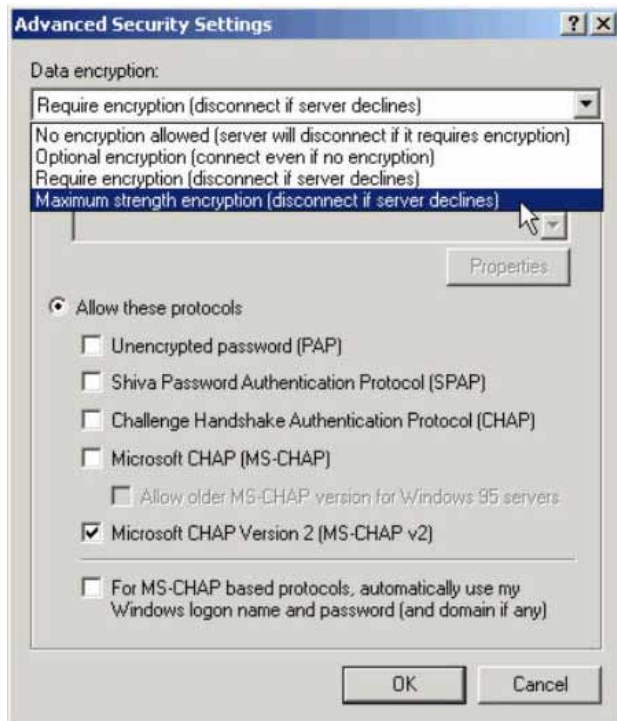 Advanced Security Settings
Data encryption:
Require encryption (disconnect if server declines)
No encryption allowed (server will disconnect if it requires encryption)
Optional encryption (connect even if no encryption)
Require encryption (disconnect if server declines)
Maximum strength encryption (disconnect if server declines)
Properties
Allow these protocols
Unencrypted password (PAP)
Shiva Password Authentication Protocol (SPAP)
Challenge Handshake Authentication Protocol (CHAP)
Microsoft CHAP (MS-CHAP)
Allow older MS-CHAP version for Windows 95 servers
Microsoft CHAP Version 2 (MS-CHAP v2)
For MS-CHAP based protocols, automatically use my
Windows logon name and password (and domain if any)
OK Cancel